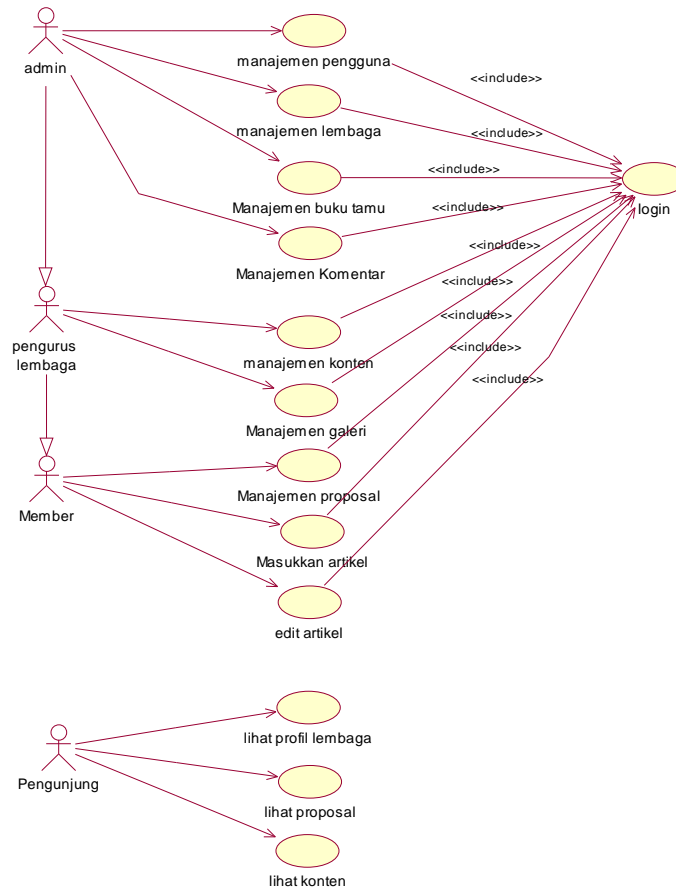 manajemen pengguna
admin
<<include>>
manajemen lembaga
<<include>>
<<include>>
Manajemen buku tamu
<<include>>
login
Manajemen Komentar
<<include>>
<<include>>
pengurus
lembaga
manajemen konten
<<include>>
<<include>>
Manajemen galeri
Manajemen proposal
Member
Masukkan artikel
edit artikel
lihat profil lembaga
Pengunjung
lihat proposal
lihat konten